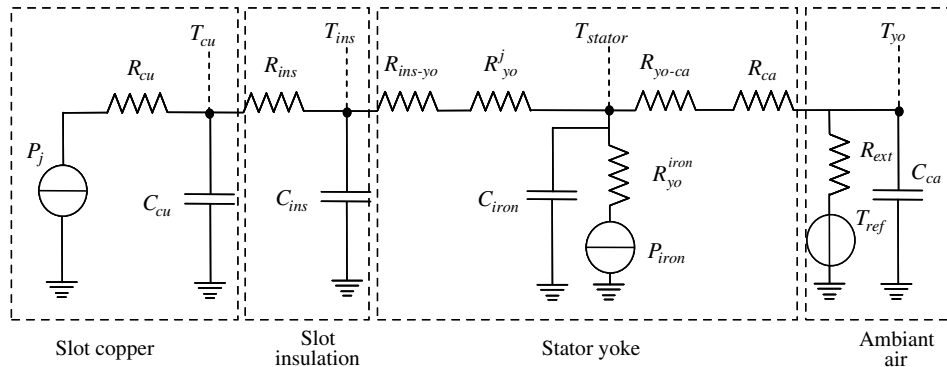 T_cu
T_ins
T_stator
T_yo
R_cu
R_ins
R_ins-yo
R^j_yo
R_yo-ca
R_ca
P_j
C_cu
C_ins
C_iron
R^iron_yo
P_iron
R_ext
C_ca
T_ref
Slot copper
Slot
insulation
Stator yoke
Ambiant
air